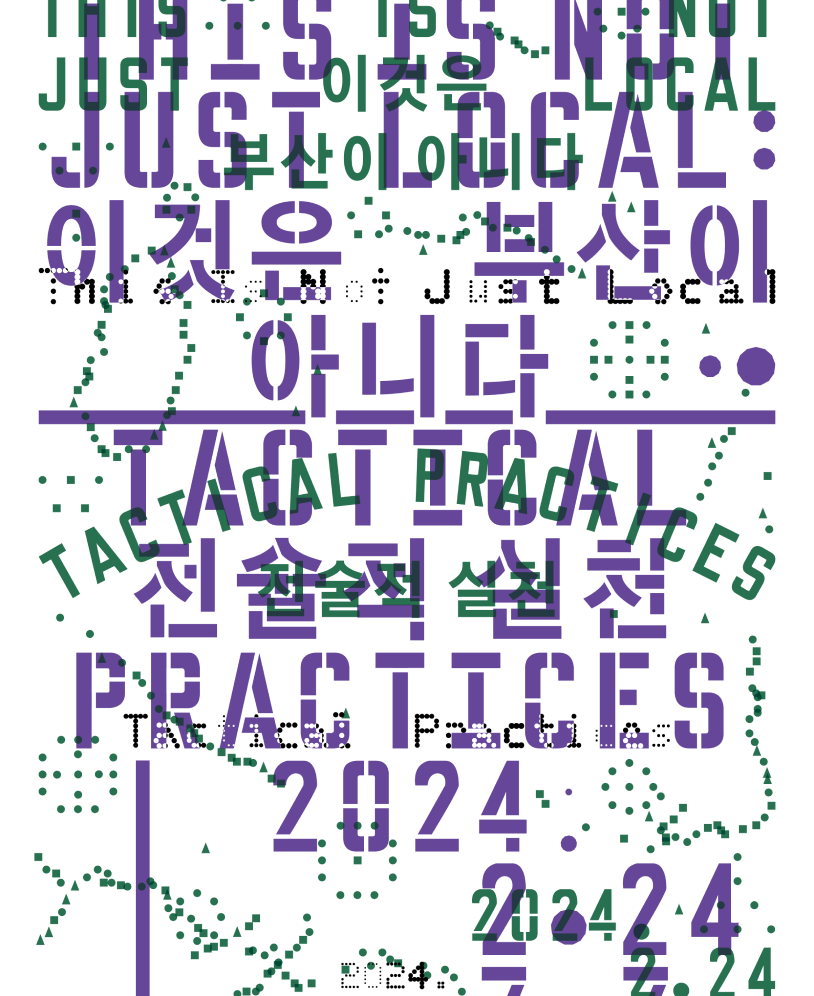 THIS IS NOT
THIS IS NOT
JUST 이것은 LOCAL
JUST LOCAL:
부산이 아니다
이것은 부산이
This Is Not Just Local
아니다
TACTICAL
TACTICAL PRACTICES
전술적 실천
전술적 실천
PRACTICES
Tactical Practices
2024.
2.24
2024
2.24
2024.